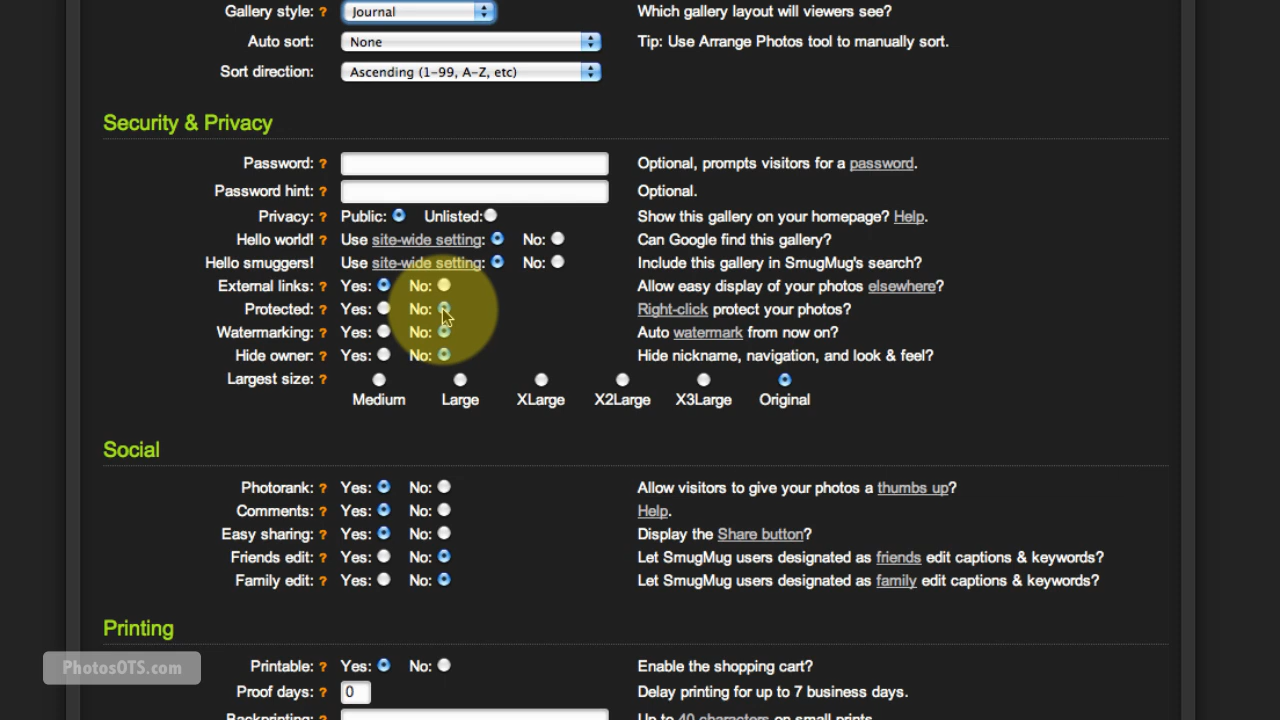 Gallery style: ? Journal Which gallery layout will viewers see?
Auto sort: None Tip: Use Arrange Photos tool to manually sort.
Sort direction: Ascending (1-99, A-Z, etc)
Security & Privacy
Password: ? Optional, prompts visitors for a password.
Password hint: ? Optional.
Privacy: ? Public: Unlisted: Show this gallery on your homepage? Help.
Hello world! Use site-wide setting: No: Can Google find this gallery?
Hello smuggers! Use site-wide setting: No: Include this gallery in SmugMug's search?
External links: ? Yes: No: Allow easy display of your photos elsewhere?
Protected: ? Yes: No: Right-click protect your photos?
Watermarking: ? Yes: No: Auto watermark from now on?
Hide owner: ? Yes: No: Hide nickname, navigation, and look & feel?
Largest size: ?
Medium Large XLarge X2Large X3Large Original
Social
Photorank: ? Yes: No: Allow visitors to give your photos a thumbs up?
Comments: ? Yes: No: Help.
Easy sharing: ? Yes: No: Display the Share button?
Friends edit: ? Yes: No: Let SmugMug users designated as friends edit captions & keywords?
Family edit: ? Yes: No: Let SmugMug users designated as family edit captions & keywords?
Printing
Printable: ? Yes: No: Enable the shopping cart?
PhotosOTS.com
Proof days: ? 0 Delay printing for up to 7 business days.
Backprinting: ? Up to 40 characters on small prints.